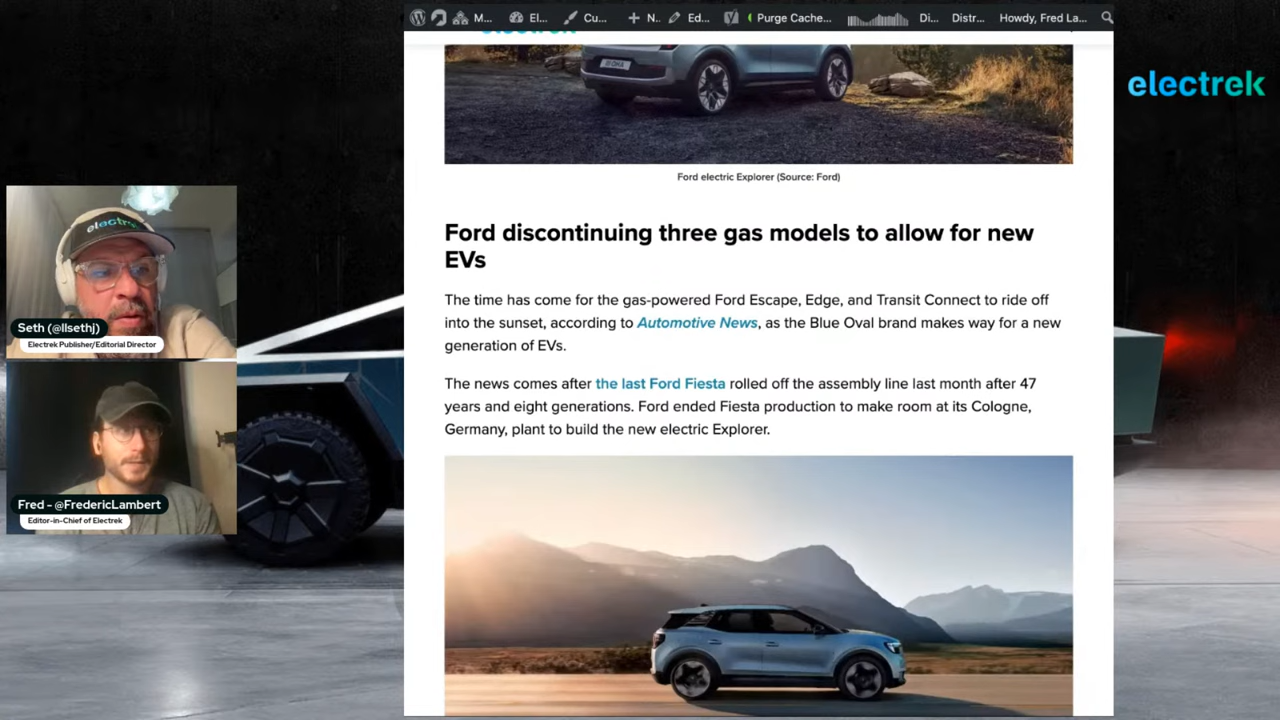 M...
El...
Cu...
N..
Ed...
Purge Cache...
Di...
Distr...
Howdy, Fred La...
electrek
Ford electric Explorer (Source: Ford)
Ford discontinuing three gas models to allow for new
EVs
The time has come for the gas-powered Ford Escape, Edge, and Transit Connect to ride off
into the sunset, according to Automotive News, as the Blue Oval brand makes way for a new
generation of EVs.
The news comes after the last Ford Fiesta rolled off the assembly line last month after 47
years and eight generations. Ford ended Fiesta production to make room at its Cologne,
Germany, plant to build the new electric Explorer.
Seth (@llsethj)
Electrek Publisher/Editorial Director
Fred - @FredericLambert
Editor-in-Chief of Electrek